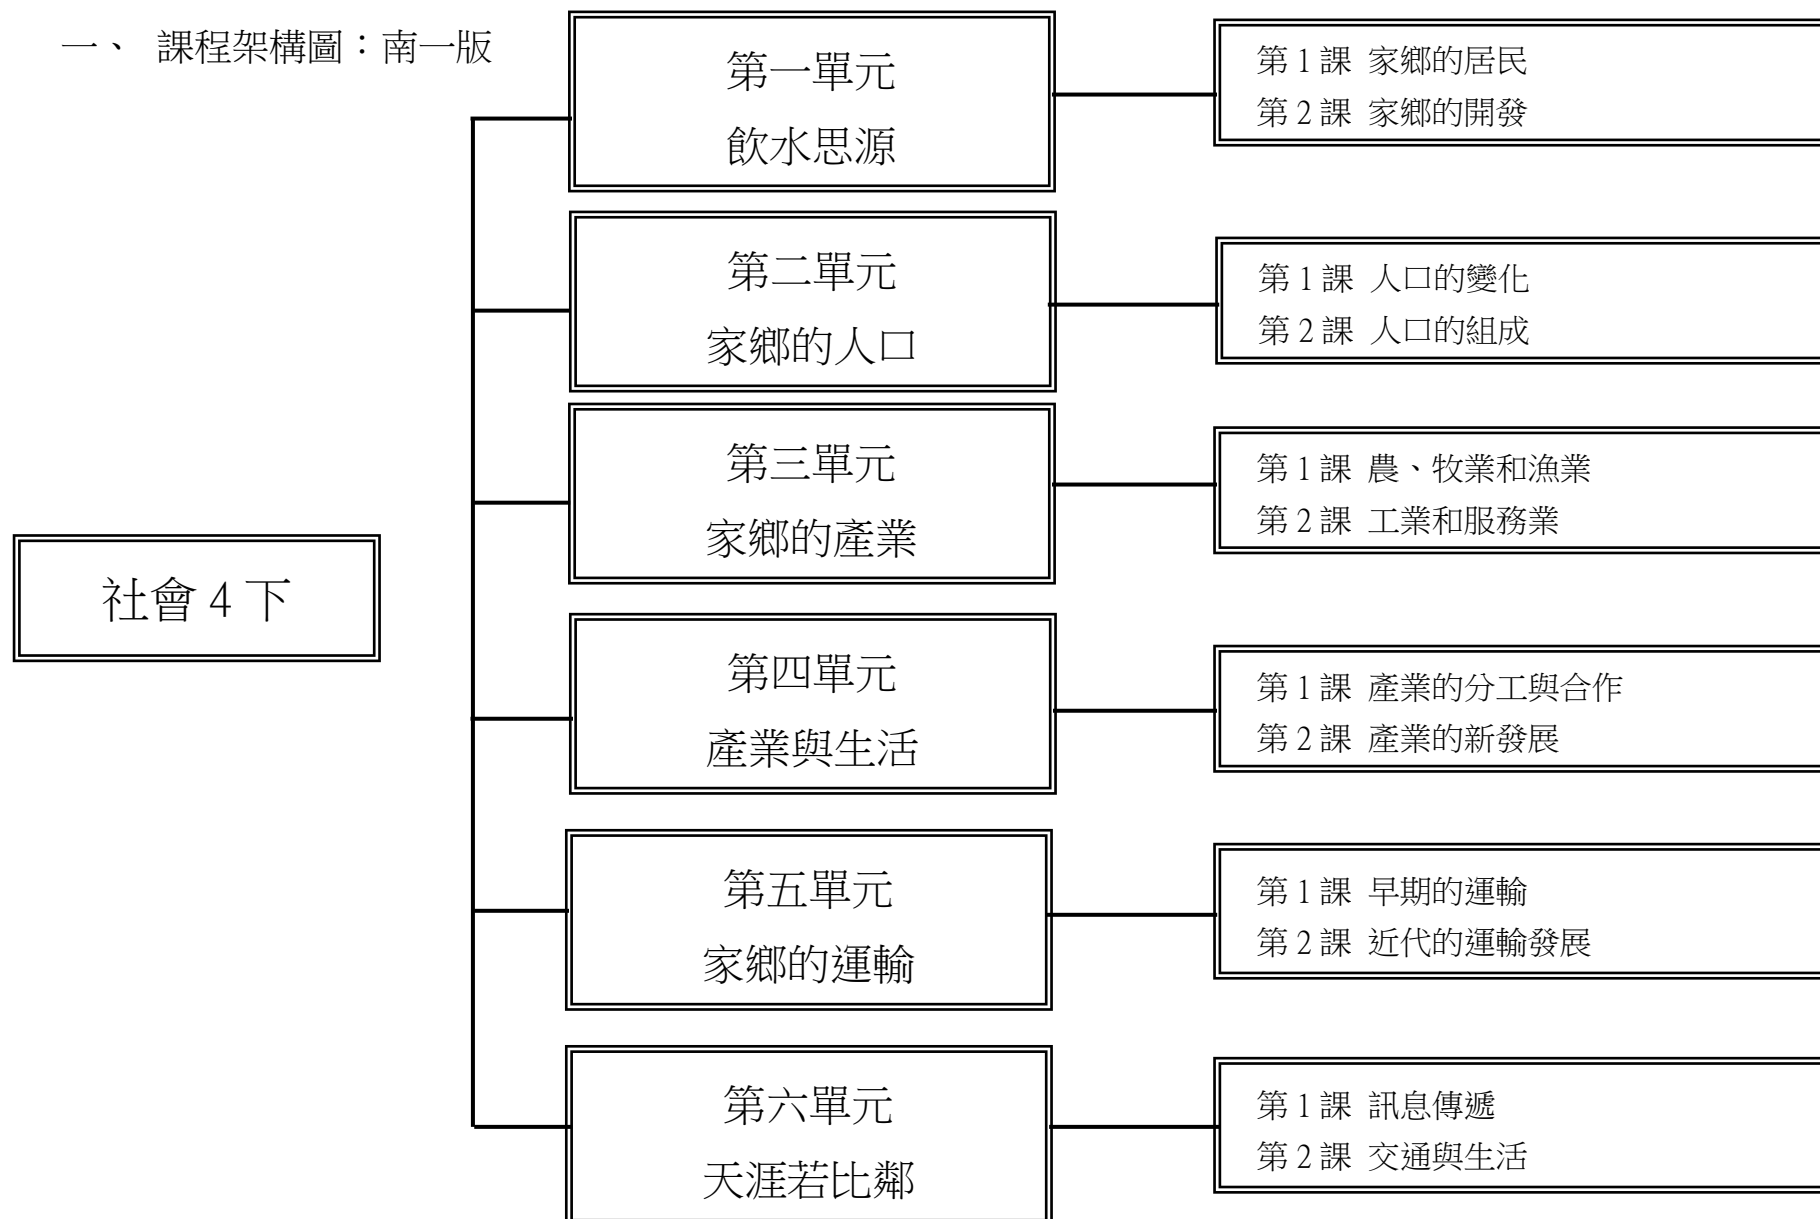 一、 課程架構圖：南一版
社會 4 下
第一單元
飲水思源
第 1 課 家鄉的居民
第 2 課 家鄉的開發
第二單元
家鄉的人口
第 1 課 人口的變化
第 2 課 人口的組成
第三單元
家鄉的產業
第 1 課 農、牧業和漁業
第 2 課 工業和服務業
第四單元
產業與生活
第 1 課 產業的分工與合作
第 2 課 產業的新發展
第五單元
家鄉的運輸
第 1 課 早期的運輸
第 2 課 近代的運輸發展
第六單元
天涯若比鄰
第 1 課 訊息傳遞
第 2 課 交通與生活